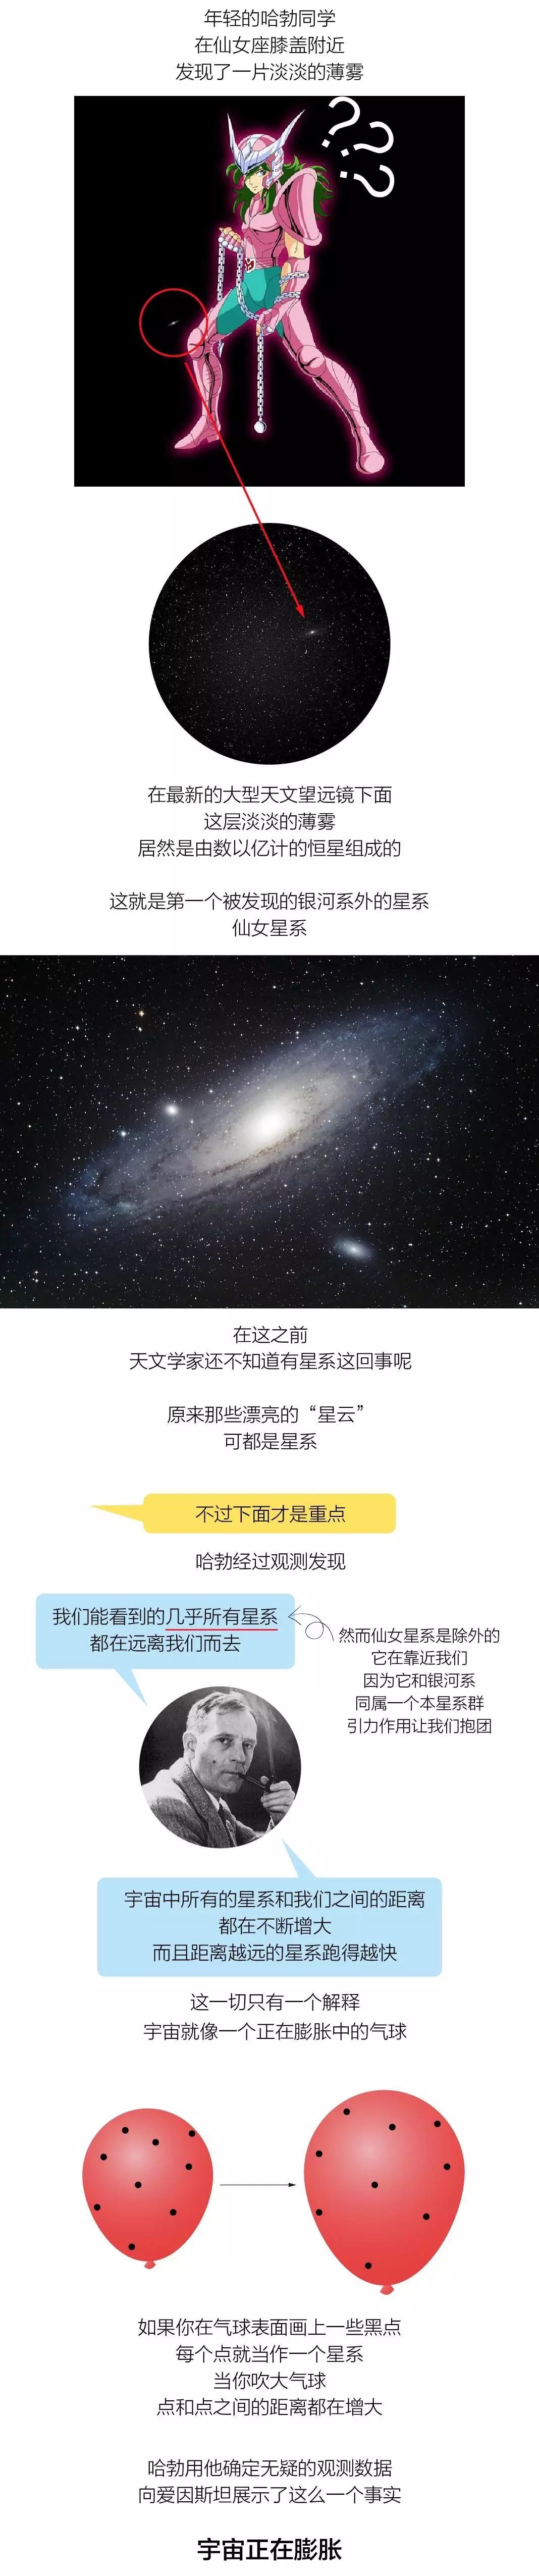 年轻的哈勃同学
在仙女座膝盖附近
发现了一片淡淡的薄雾
???
在最新的大型天文望远镜下面
这层淡淡的薄雾
居然是由数以亿计的恒星组成的
这就是第一个被发现的银河系外的星系
仙女星系
在这之前
天文学家还不知道有星系这回事呢
原来那些漂亮的“星云”
可都是星系
不过下面才是重点
哈勃经过观测发现
我们能看到的几乎所有星系
都在远离我们而去
然而仙女星系是除外的
它在靠近我们
因为它和银河系
同属一个本星系群
引力作用让我们抱团
宇宙中所有的星系和我们之间的距离
都在不断增大
而且距离越远的星系跑得越快
这一切只有一个解释
宇宙就像一个正在膨胀中的气球
如果你在气球表面画上一些黑点
每个点就当作一个星系
当你吹大气球
点和点之间的距离都在增大
哈勃用他确定无疑的观测数据
向爱因斯坦展示了这么一个事实
宇宙正在膨胀